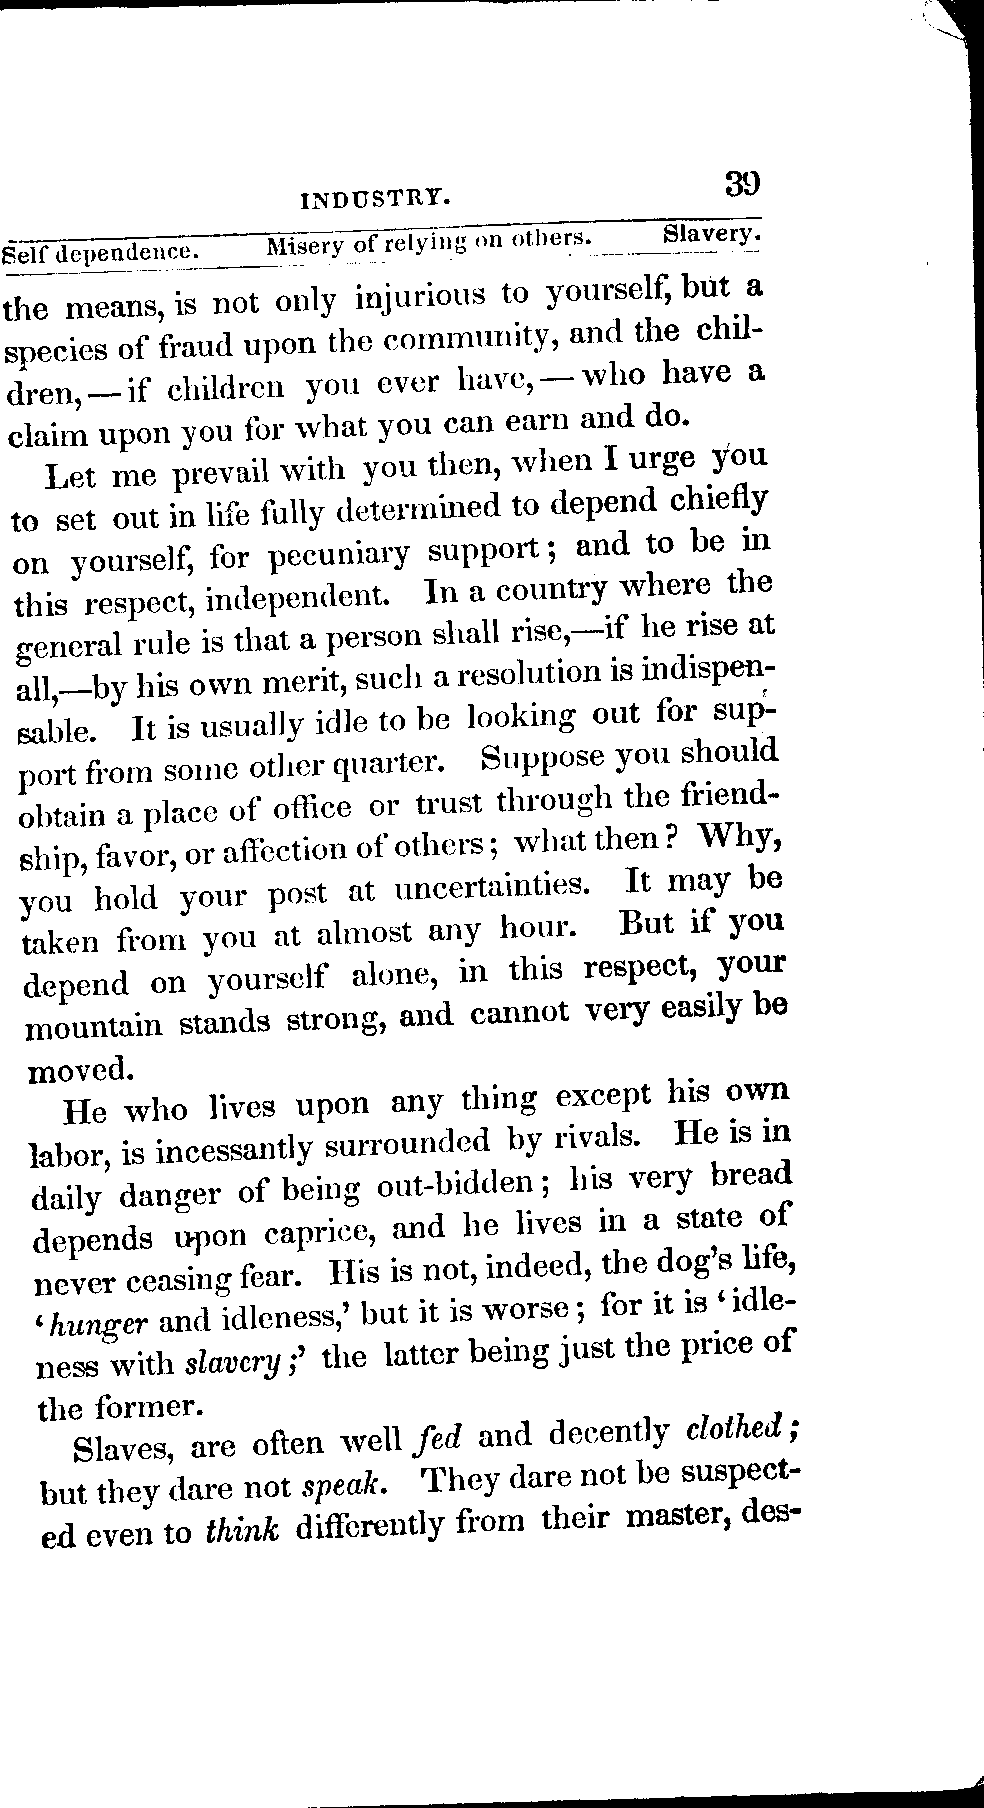 INDUSTRY. 39
Self dependence. Misery of relying on others. Slavery.
the means, is not only injurious to yourself, but a
species of fraud upon the community, and the chil-
dren,—if children you ever have,—who have a
claim upon you for what you can earn and do.
Let me prevail with you then, when I urge you
to set out in life fully determined to depend chiefly
on yourself, for pecuniary support; and to be in
this respect, independent. In a country where the
general rule is that a person shall rise,—if he rise at
all,—by his own merit, such a resolution is indispen-
sable. It is usually idle to be looking out for sup-
port from some other quarter. Suppose you should
obtain a place of office or trust through the friend-
ship, favor, or affection of others; what then? Why,
you hold your post at uncertainties. It may be
taken from you at almost any hour. But if you
depend on yourself alone, in this respect, your
mountain stands strong, and cannot very easily be
moved.
He who lives upon any thing except his own
labor, is incessantly surrounded by rivals. He is in
daily danger of being out-bidden; his very bread
depends upon caprice, and he lives in a state of
never ceasing fear. His is not, indeed, the dog's life,
'hunger and idleness,' but it is worse; for it is 'idle-
ness with slavery;' the latter being just the price of
the former.
Slaves, are often well fed and decently clothed;
but they dare not speak. They dare not be suspect-
ed even to think differently from their master, des-